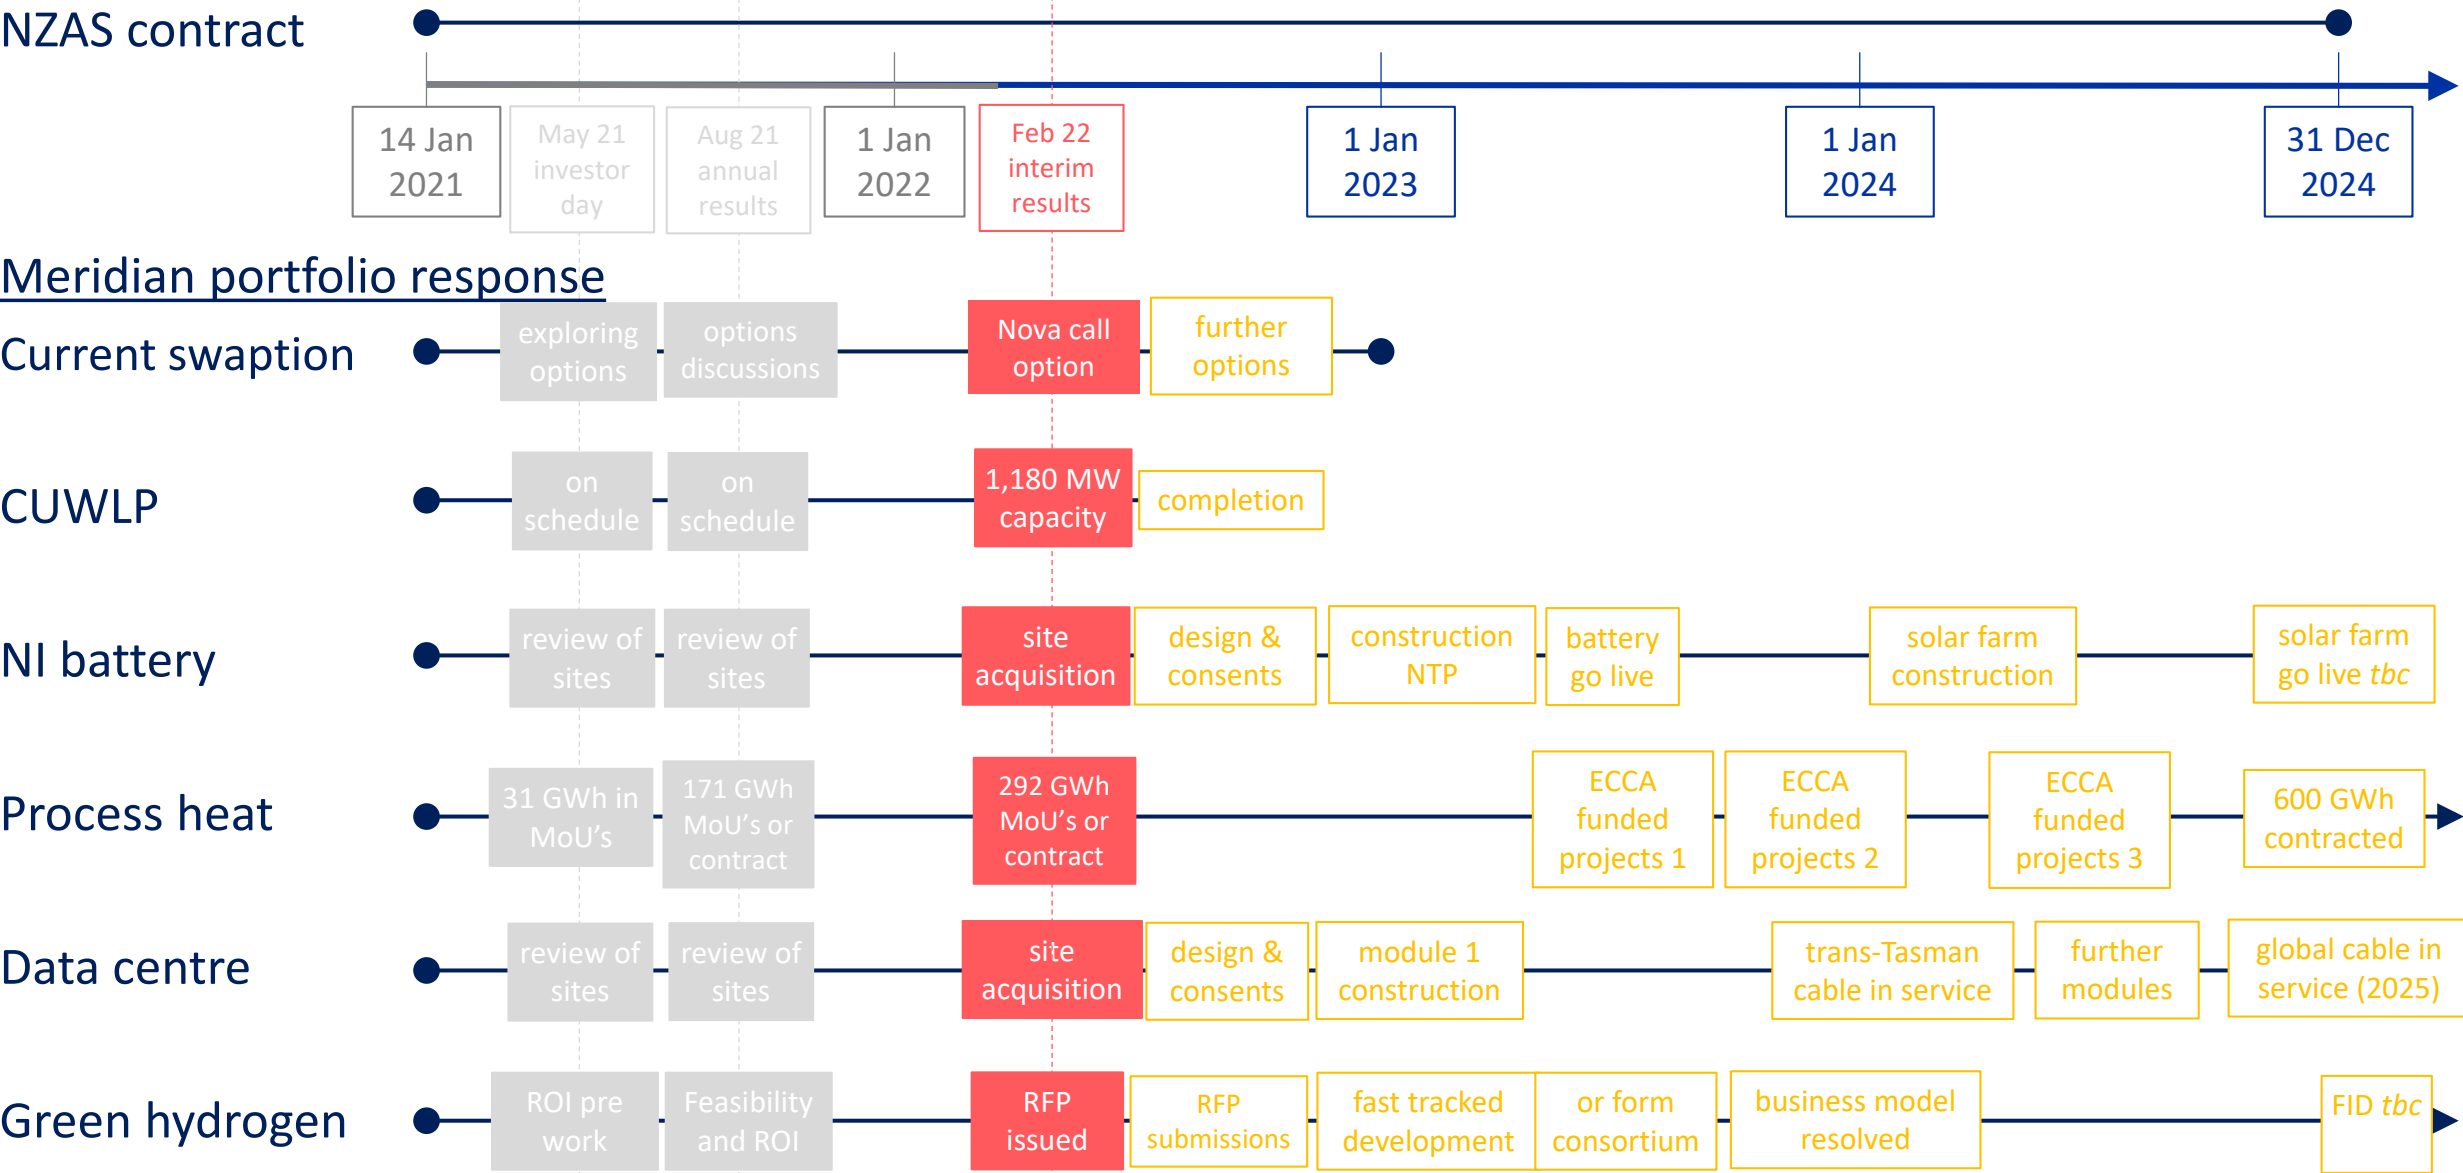 NZAS contract
14 Jan
2021
May 21
investor
day
Aug 21
annual
results
1 Jan
2022
Feb 22
interim
results
1 Jan
2023
1 Jan
2024
31 Dec
2024
Meridian portfolio response
Current swaption
exploring
options
options
discussions
Nova call
option
further
options
CUWLP
on
schedule
on
schedule
1,180 MW
capacity
completion
NI battery
review of
sites
review of
sites
site
acquisition
design &
consents
construction
NTP
battery
go live
solar farm
construction
solar farm
go live tbc
Process heat
31 GWh in
MoU's
171 GWh
MoU's or
contract
292 GWh
MoU's or
contract
ECCA
funded
projects 1
ECCA
funded
projects 2
ECCA
funded
projects 3
600 GWh
contracted
Data centre
review of
sites
review of
sites
site
acquisition
design &
consents
module 1
construction
trans-Tasman
cable in service
further
modules
global cable in
service (2025)
Green hydrogen
ROI pre
work
Feasibility
and ROI
RFP
issued
RFP
submissions
fast tracked
development
or form
consortium
business model
resolved
FID tbc